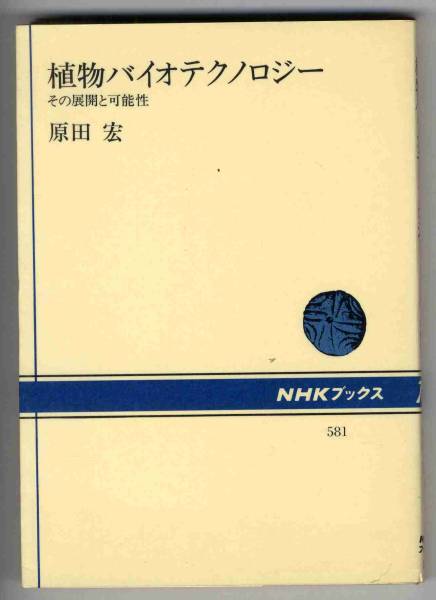 植物バイオテクノロジー
その展開と可能性
原田 宏
NHKブックス
581